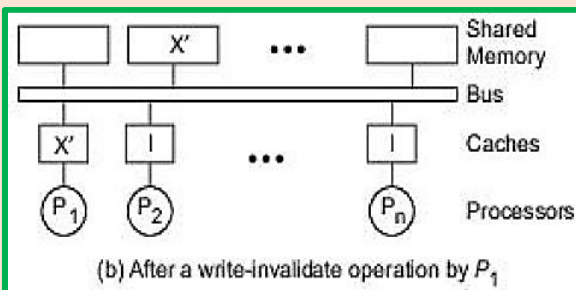 X' ••• Shared
Memory
Bus
X' I ••• I Caches
P1 P2 Pn Processors
(b) After a write-invalidate operation by P1